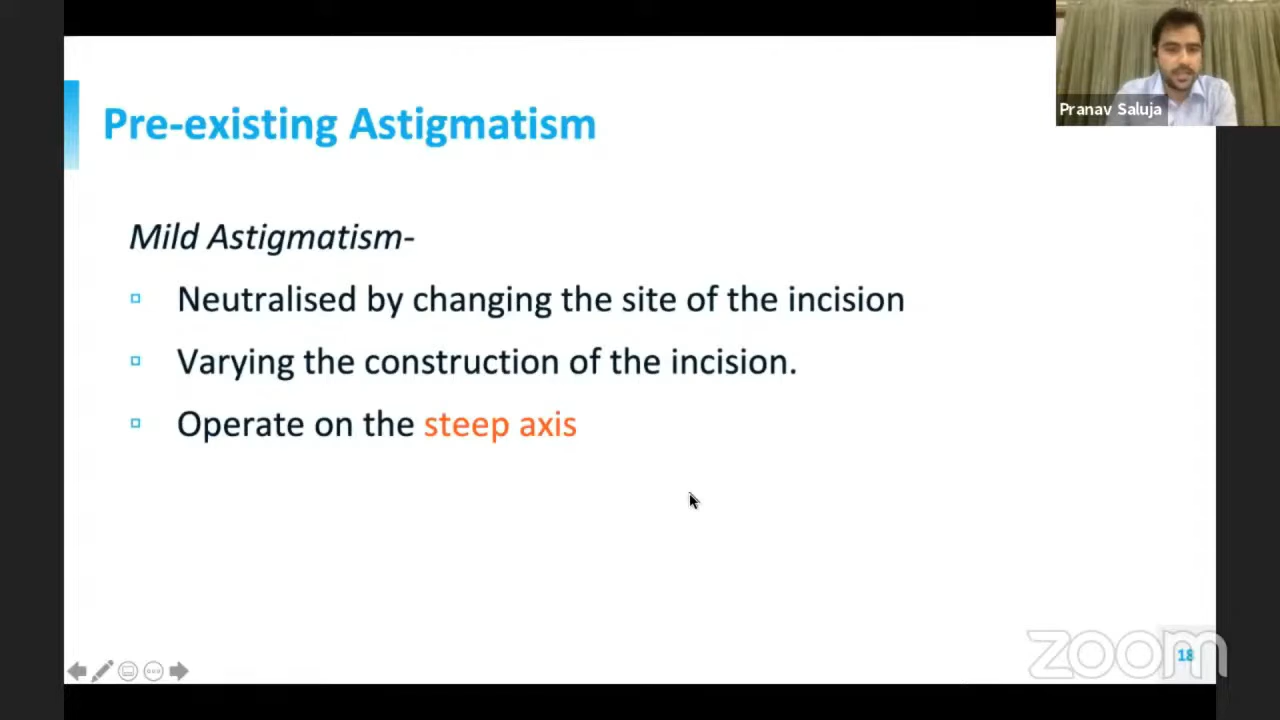 Pranav Saluja
Pre-existing Astigmatism
Mild Astigmatism-
Neutralised by changing the site of the incision
Varying the construction of the incision.
Operate on the steep axis
zoom
18